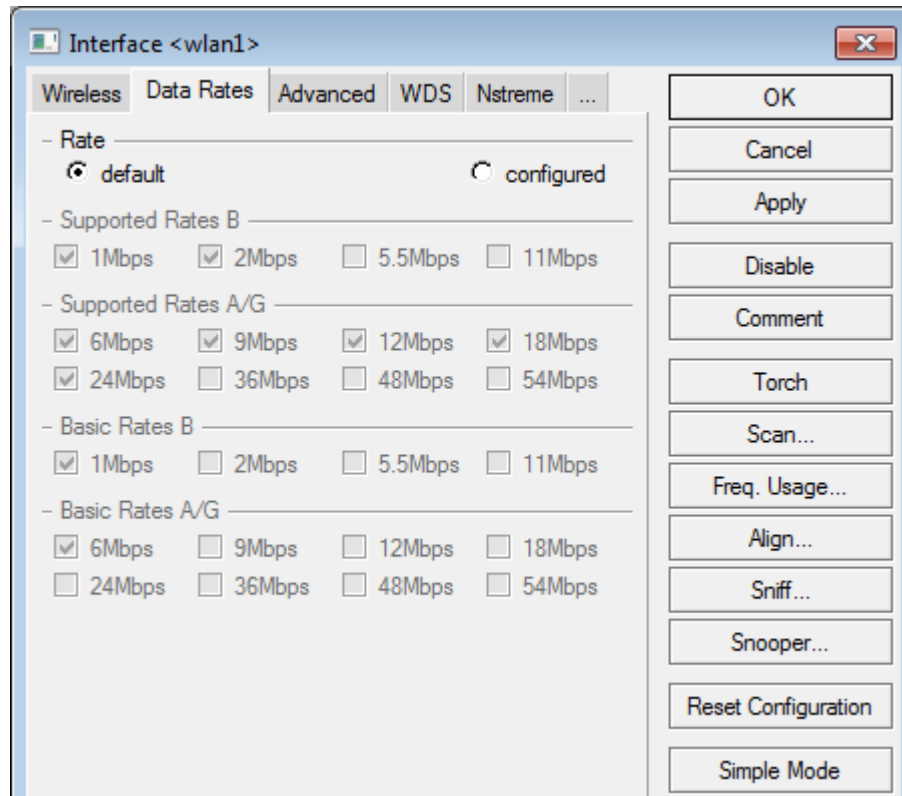 Interface <wlan1>
Wireless Data Rates Advanced WDS Nstreme ...
Rate
default configured
Supported Rates B
1Mbps 2Mbps 5.5Mbps 11Mbps
Supported Rates A/G
6Mbps 9Mbps 12Mbps 18Mbps
24Mbps 36Mbps 48Mbps 54Mbps
Basic Rates B
1Mbps 2Mbps 5.5Mbps 11Mbps
Basic Rates A/G
6Mbps 9Mbps 12Mbps 18Mbps
24Mbps 36Mbps 48Mbps 54Mbps
OK
Cancel
Apply
Disable
Comment
Torch
Scan...
Freq. Usage...
Align...
Sniff...
Snooper...
Reset Configuration
Simple Mode